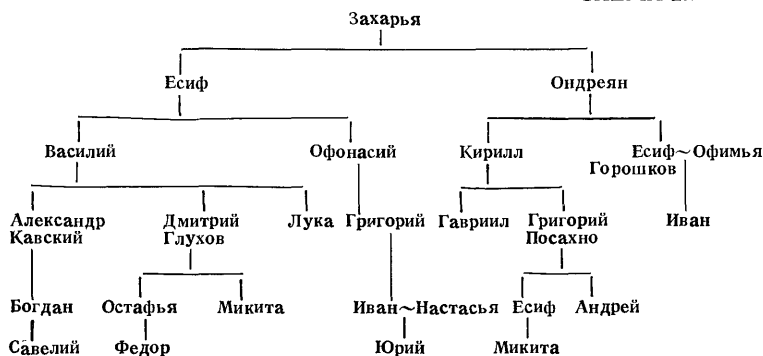 Захарья
Есиф Ондреян
Василий Офонасий Кирилл Есиф~Офимья
Горошков
Александр Дмитрий Лука Григорий Гавриил Григорий Иван
Кавский Глухов Посахно
Богдан Остафья Микита Иван~Настасья Есиф Андрей
Савелий Федор Юрий Микита